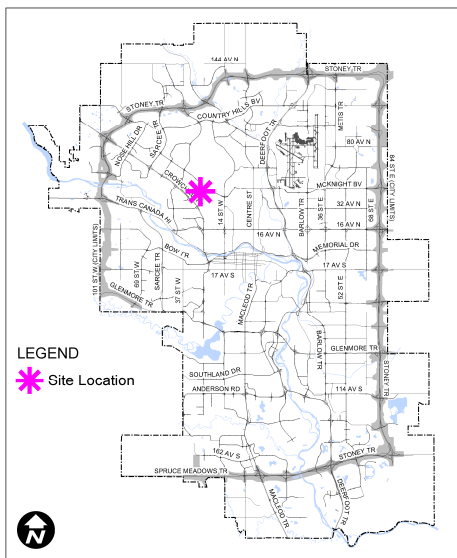 144 AV N
STONEY TR
STONEY TR
COUNTRY HILLS BV
NOSE HILL DR
SARCEE TR
DEERFOOT TR
METIS TR
80 AV N
CROWCH
MCKNIGHT BV
84 ST E (CITY LIMITS)
TRANS CANADA HI
14 ST W
CENTRE ST
BARLOW TR
36 ST E
32 AV N
68 ST E
16 AV N
16 AV N
BOW TR
MEMORIAL DR
101 ST W (CITY LIMITS)
69 ST W
SARCEE TR
37 ST W
17 AV S
17 AV S
GLENMORE TR
MACLEOD TR
52 ST E
BARLOW TR
GLENMORE TR
LEGEND
Site Location
SOUTHLAND DR
ANDERSON RD
114 AV S
STONEY TR
162 AV S
STONEY TR
SPRUCE MEADOWS TR
MACLEOD TR
DEERFOOT TR
N